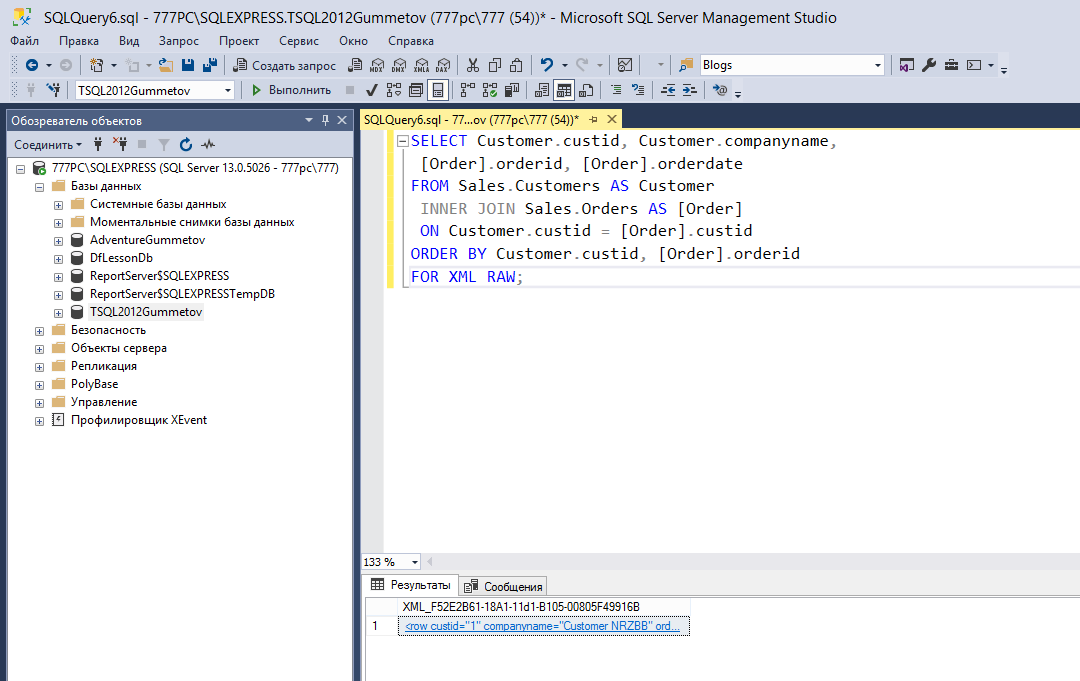 SQLQuery6.sql - 777PC\SQLEXPRESS.TSQL2012Gummetov (777pc\777 (54))* - Microsoft SQL Server Management Studio
Файл Правка Вид Запрос Проект Сервис Окно Справка
Создать запрос MDX DMX XMLA DAX Blogs
TSQL2012Gummetov Выполнить
Обозреватель объектов
SQLQuery6.sql - 77...ov (777pc\777 (54))*
Соединить
777PC\SQLEXPRESS (SQL Server 13.0.5026 - 777pc\777)
Базы данных
Системные базы данных
Моментальные снимки базы данных
AdventureGummetov
DfLessonDb
ReportServer$SQLEXPRESS
ReportServer$SQLEXPRESSTempDB
TSQL2012Gummetov
Безопасность
Объекты сервера
Репликация
PolyBase
Управление
Профилировщик XEvent
SELECT Customer.custid, Customer.companyname,
[Order].orderid, [Order].orderdate
FROM Sales.Customers AS Customer
INNER JOIN Sales.Orders AS [Order]
ON Customer.custid = [Order].custid
ORDER BY Customer.custid, [Order].orderid
FOR XML RAW;
133 %
Результаты Сообщения
XML_F52E2B61-18A1-11d1-B105-00805F49916B
1 <row custid="1" companyname="Customer NRZBB" ord...